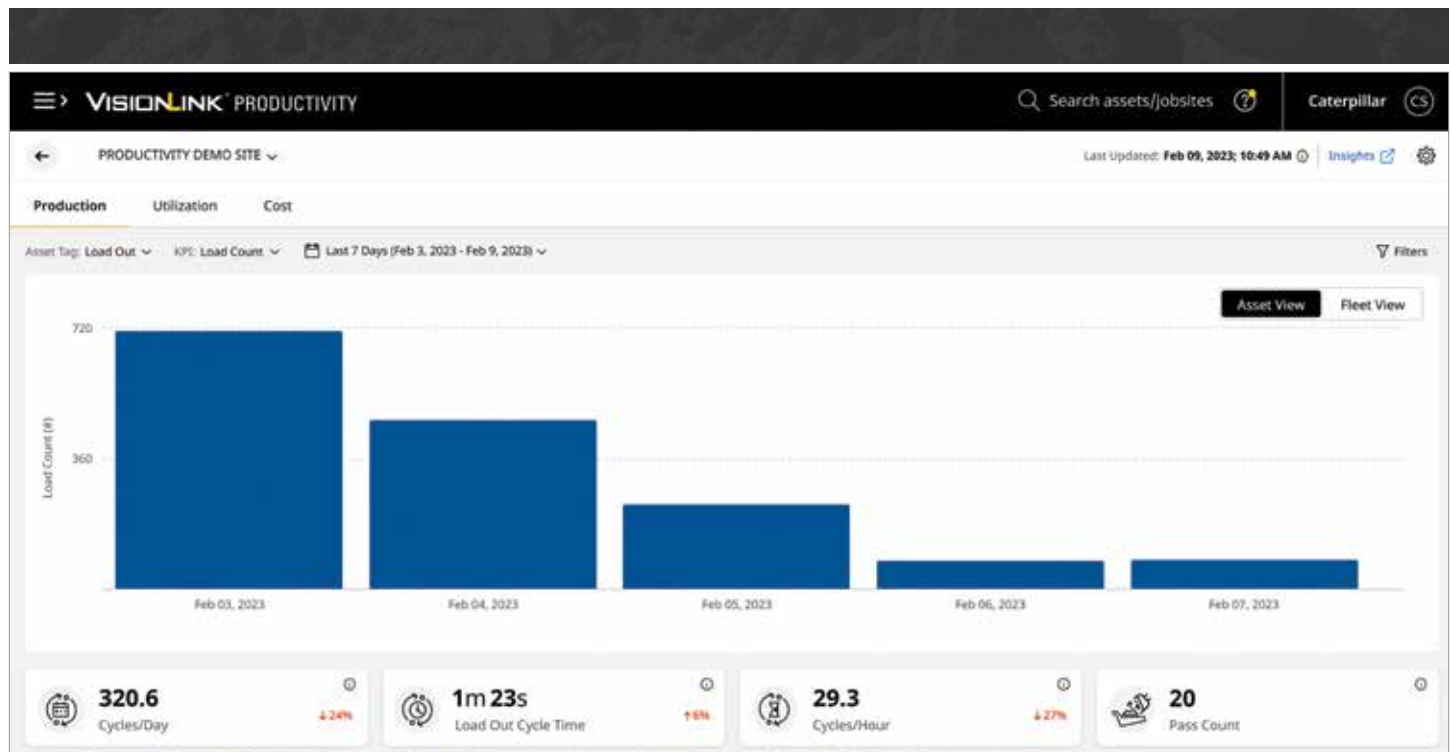 VISIONLINK® PRODUCTIVITY
Search assets/jobsites
?
Caterpillar
CS
PRODUCTIVITY DEMO SITE
Last Updated: Feb 09, 2023; 10:49 AM
Insights
Production Utilization Cost
Asset Tag: Load Out KPI: Load Count Last 7 Days (Feb 3, 2023 - Feb 9, 2023)
Filters
Asset View Fleet View
720
Load Count (#)
360
Feb 03, 2023 Feb 04, 2023 Feb 05, 2023 Feb 06, 2023 Feb 07, 2023
320.6
Cycles/Day
↓24%
1m 23s
Load Out Cycle Time
↑6%
29.3
Cycles/Hour
↓27%
20
Pass Count